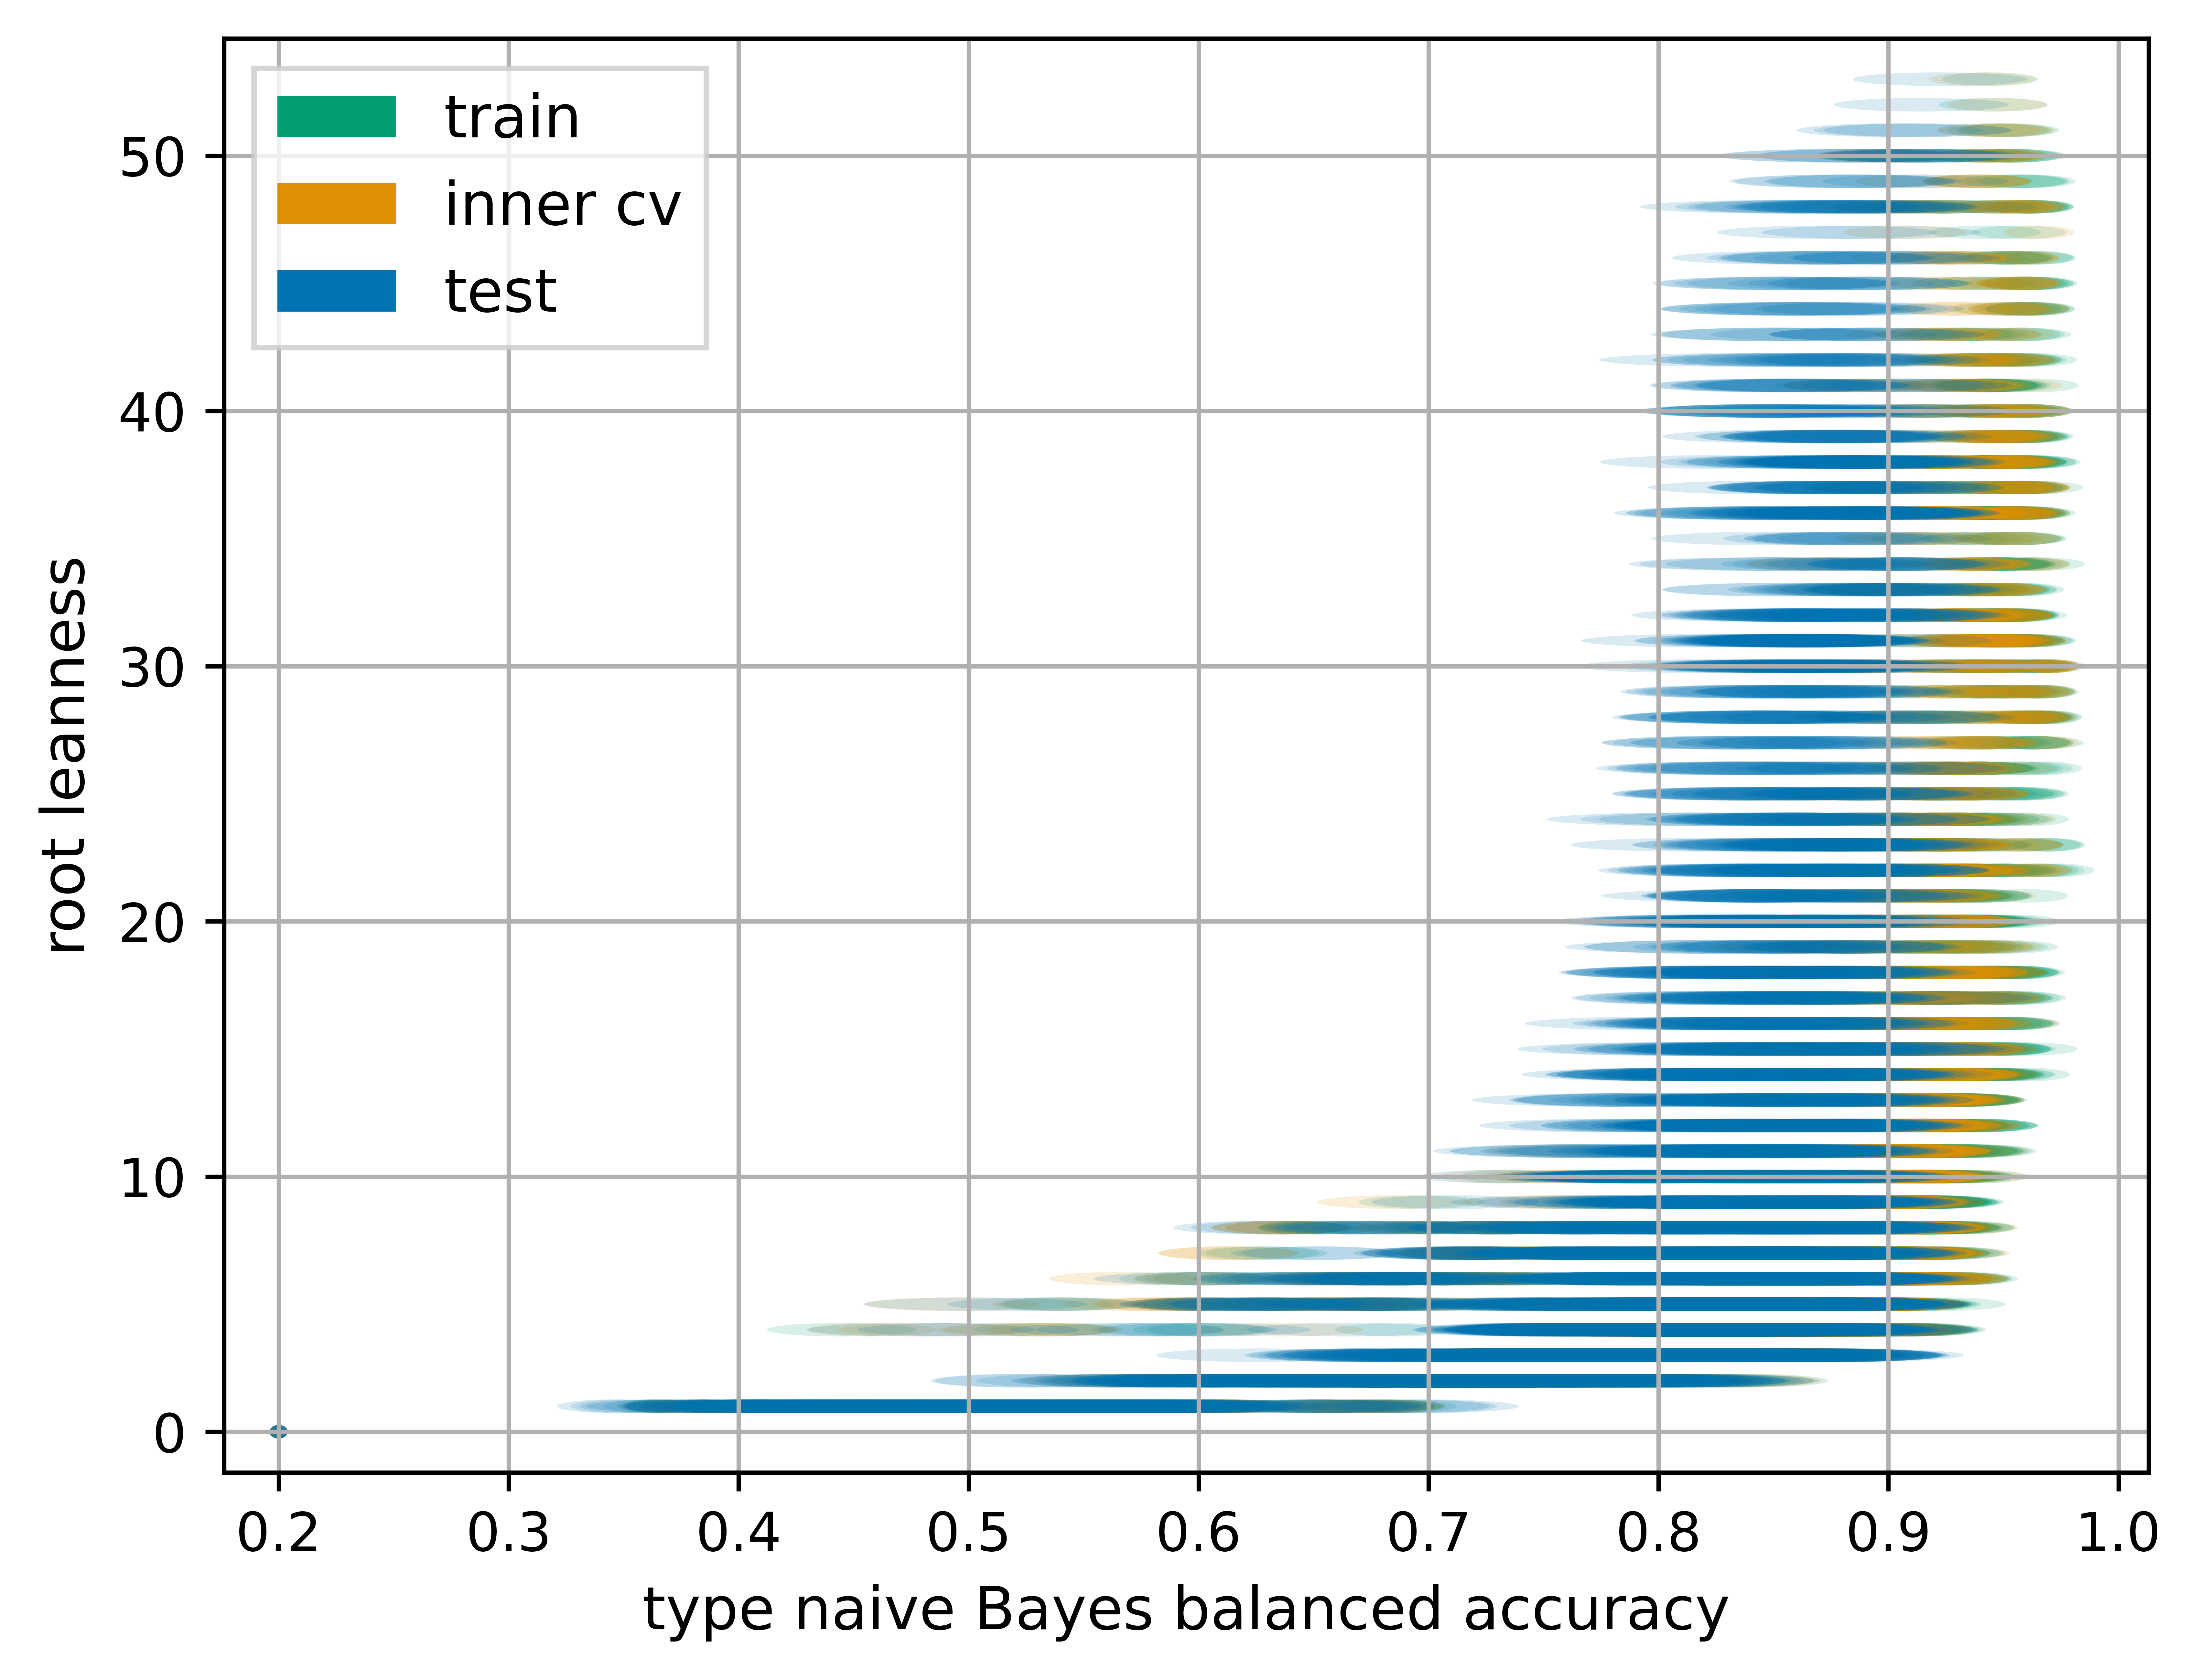 train
inner cv
test
50
40
30
20
10
0
root leanness
0.2 0.3 0.4 0.5 0.6 0.7 0.8 0.9 1.0
type naive Bayes balanced accuracy